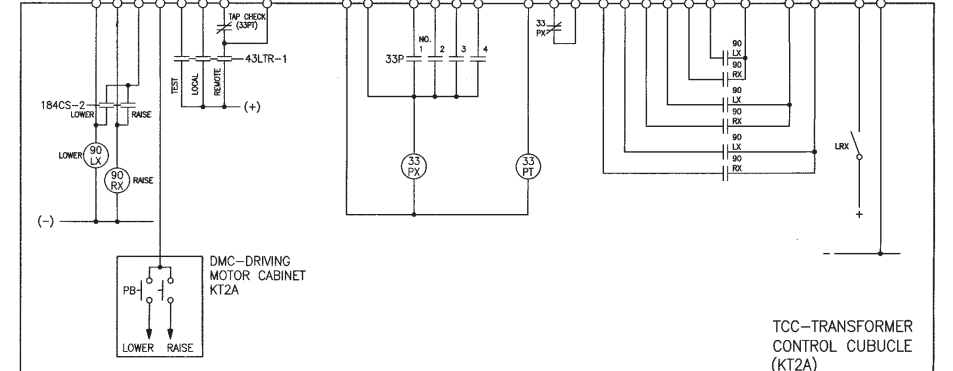 TAP CHECK
(33PT)
33
PX
NO.
1 2 3 4
33P
43LTR-1
TEST
LOCAL
REMOTE
(+)
184CS-2
LOWER
RAISE
90
LX
90
RX
90
LX
90
RX
90
LX
90
RX
LRX
+
LOWER
90
LX
90
RX
RAISE
33
PX
33
PT
(-)
-
DMC-DRIVING
MOTOR CABINET
KT2A
PB
LOWER RAISE
TCC-TRANSFORMER
CONTROL CUBUCLE
(KT2A)